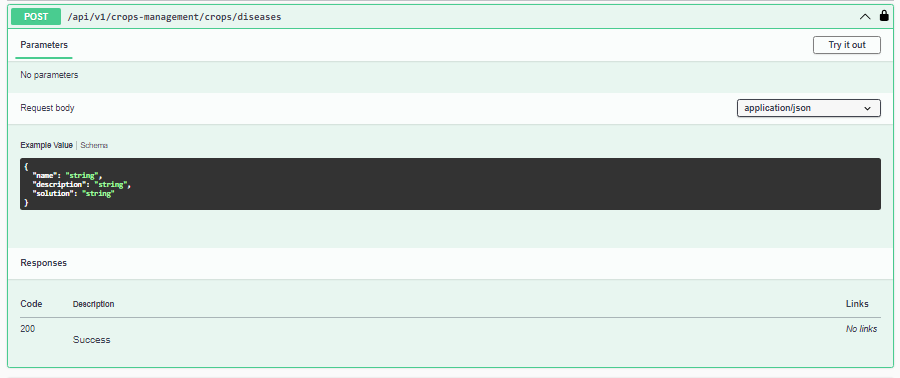 POST /api/v1/crops-management/crops/diseases
Parameters Try it out
No parameters
Request body application/json
Example Value | Schema
{
"name": "string",
"description": "string",
"solution": "string"
}
Responses
Code Description Links
200 No links
Success